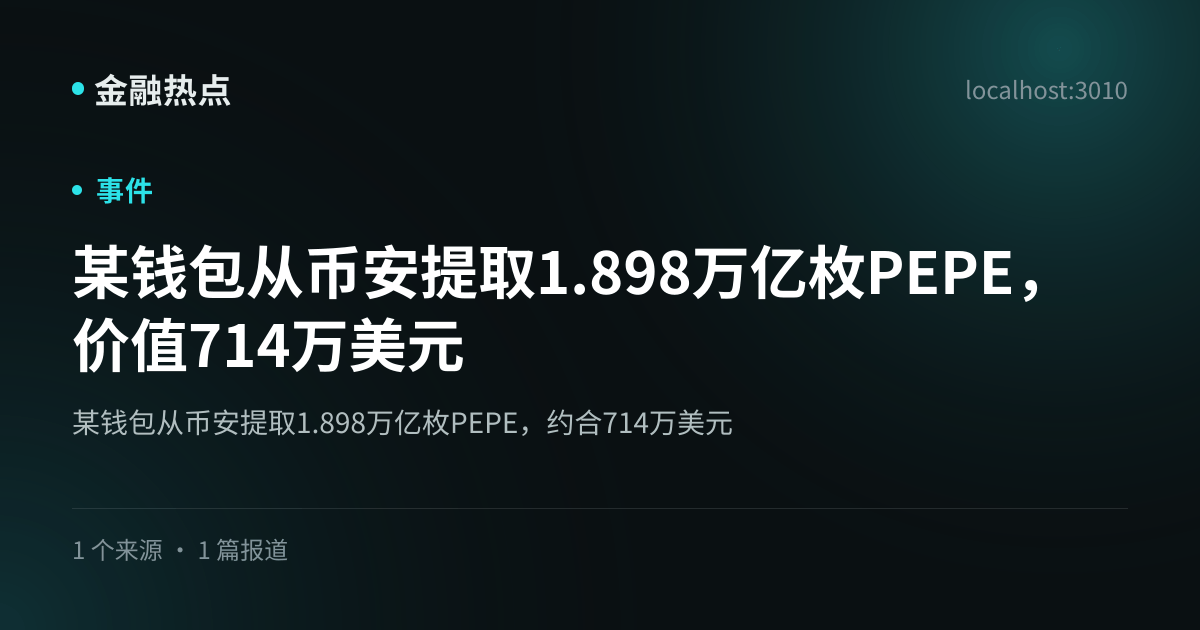 金融热点
localhost:3010
事件
某钱包从币安提取1.898万亿枚PEPE，
价值714万美元
某钱包从币安提取1.898万亿枚PEPE，约合714万美元
1 个来源 · 1 篇报道